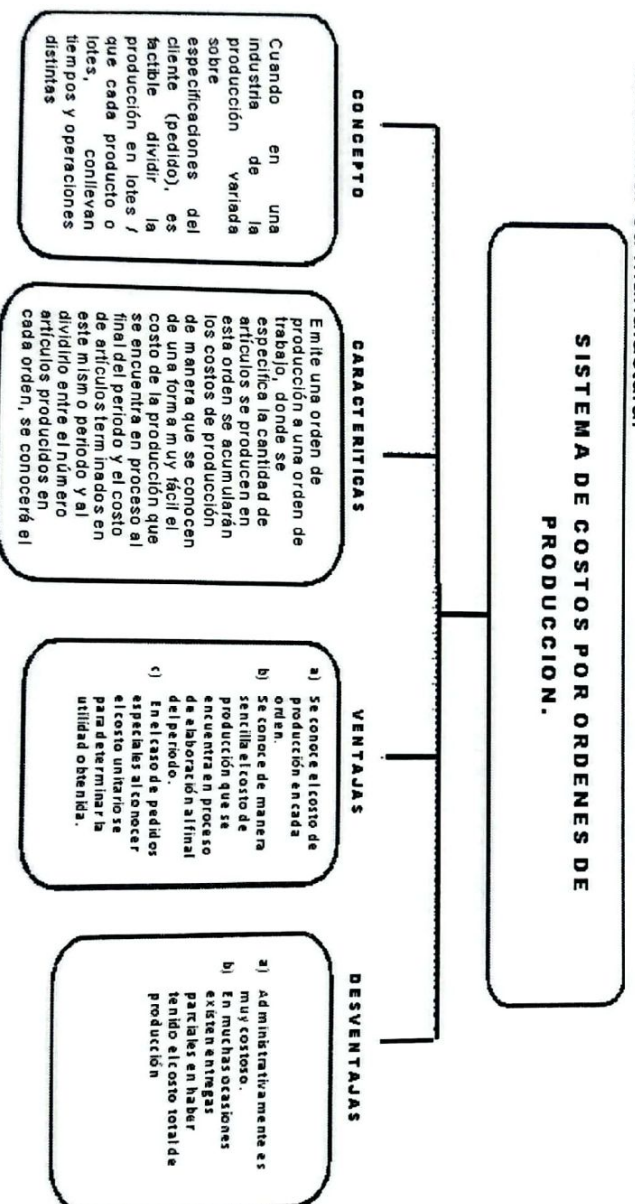 SISTEMA DE COSTOS POR ORDENES DE
PRODUCCION.
CONCEPTO
Cuando en una
industria de la
producción variada
sobre
especificaciones del
cliente (pedido), es
factible dividir la
producción en lotes /
que cada producto o
lotes, conllevan
tiempos y operaciones
distintas
CARACTERITICAS
Emite una orden de
producción a una orden de
trabajo, donde se
especifica la cantidad de
artículos se producen en
esta orden se acumularán
los costos de producción
de manera que se conocen
de una forma muy fácil el
costo de la producción que
se encuentra en proceso al
final del periodo y el costo
de artículos terminados en
este mismo periodo y al
dividirlo entre el número
artículos producidos en
cada orden, se conocerá el
VENTAJAS
a) Se conoce el costo de
producción en cada
orden.
b) Se conoce de manera
sencilla el costo de
producción que se
encuentra en proceso
de elaboración al final
del periodo.
c) En el caso de pedidos
especiales al conocer
el costo unitario se
para determinar la
utilidad obtenida.
DESVENTAJAS
a) Administrativamente es
muy costoso.
b) En muchas ocasiones
existen entregas
parciales en haber
tenido el costo total de
producción